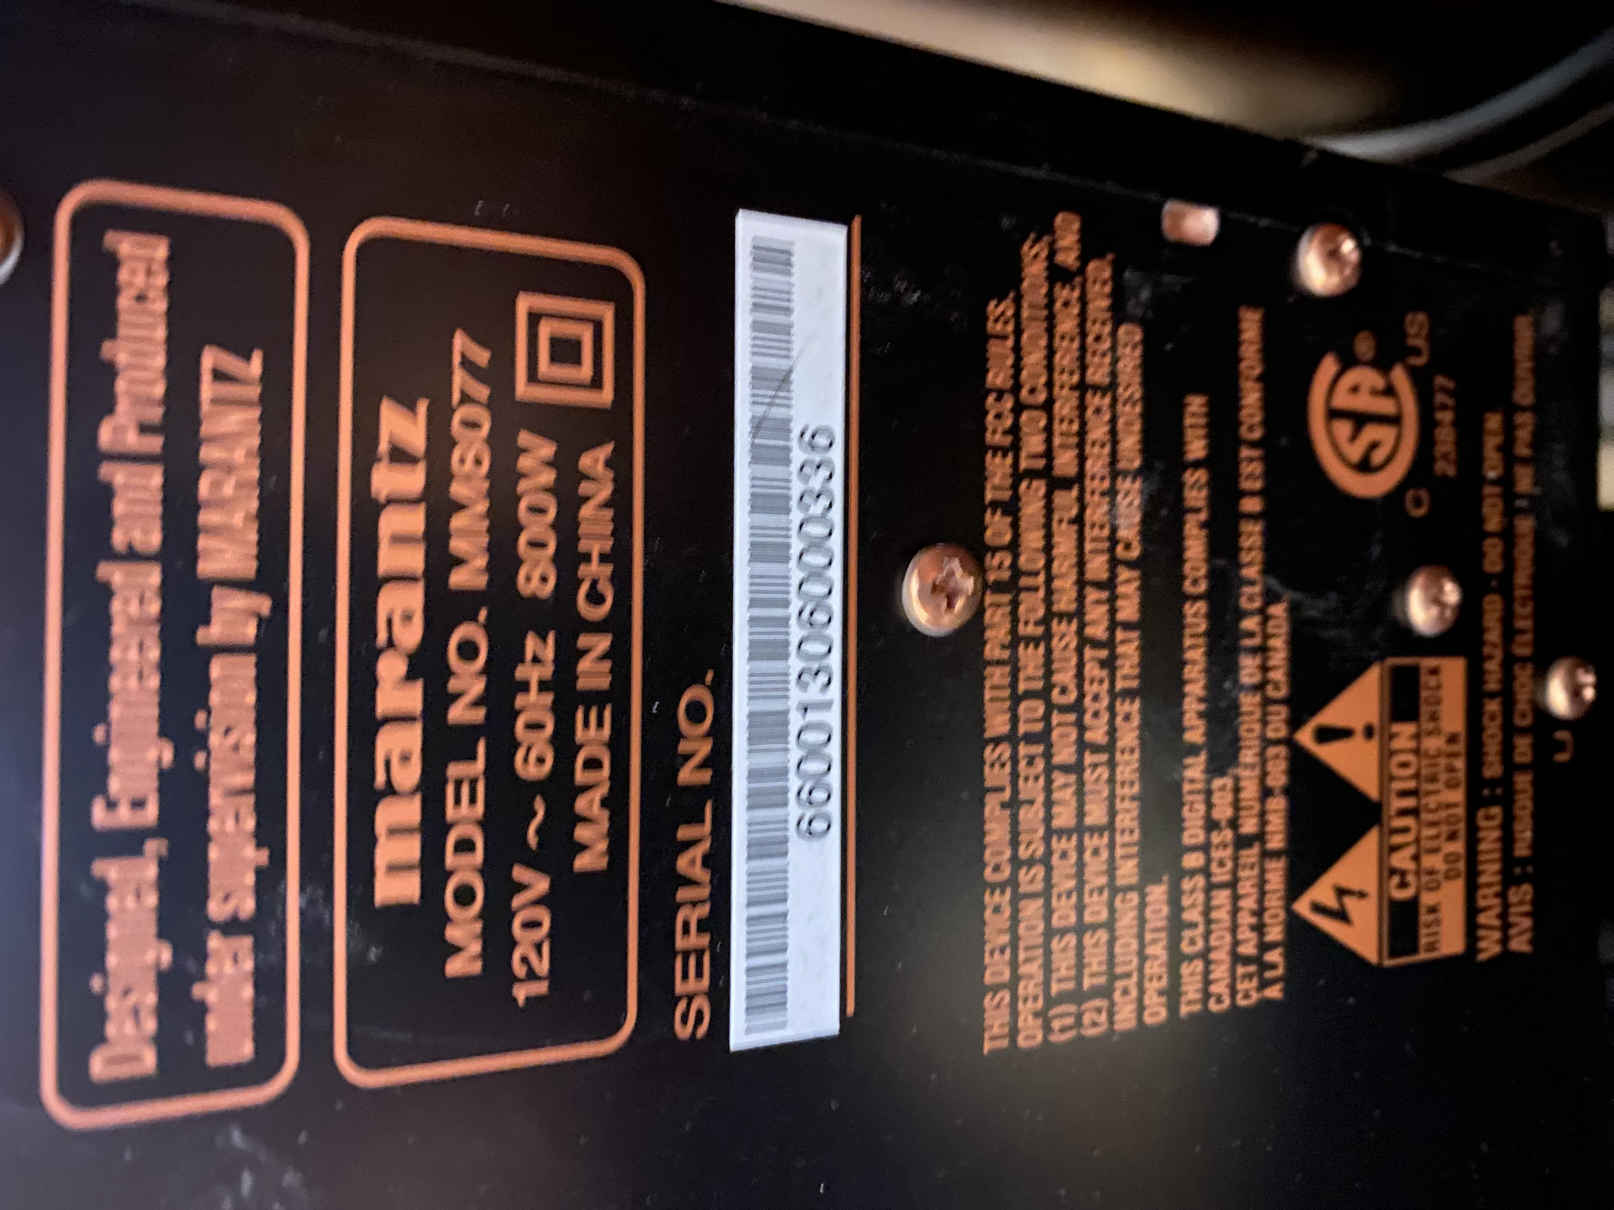 Designed, Engineered and Produced
under supervision by MARANTZ
marantz
MODEL NO. MM8077
120V ~ 60Hz 800W
MADE IN CHINA
SERIAL NO.
66001306000336
THIS DEVICE COMPLIES WITH PART 15 OF THE FCC RULES.
OPERATION IS SUBJECT TO THE FOLLOWING TWO CONDITIONS:
(1) THIS DEVICE MAY NOT CAUSE HARMFUL INTERFERENCE, AND
(2) THIS DEVICE MUST ACCEPT ANY INTERFERENCE RECEIVED,
INCLUDING INTERFERENCE THAT MAY CAUSE UNDESIRED
OPERATION.
THIS CLASS B DIGITAL APPARATUS COMPLIES WITH
CANADIAN ICES-003.
CET APPAREIL NUMÉRIQUE DE LA CLASSE B EST CONFORME
A LA NORME NMB-003 DU CANADA
C SA® US
238477
CAUTION
RISK OF ELECTRIC SHOCK
DO NOT OPEN
WARNING : SHOCK HAZARD - DO NOT OPEN.
AVIS : RISQUE DE CHOC ÉLECTRIQUE - NE PAS OUVRIR.